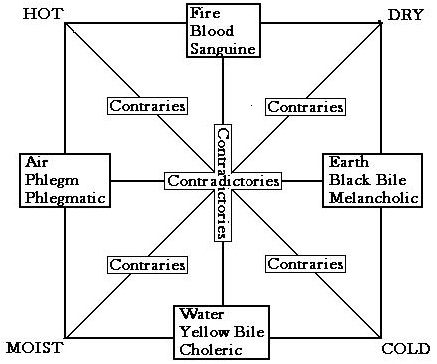 HOT
Fire
Blood
Sanguine
DRY
Contraries
Contraries
Air
Phlegm
Phlegmatic
Contradictories
Contradictories
Earth
Black Bile
Melancholic
Contraries
Contraries
MOIST
Water
Yellow Bile
Choleric
COLD